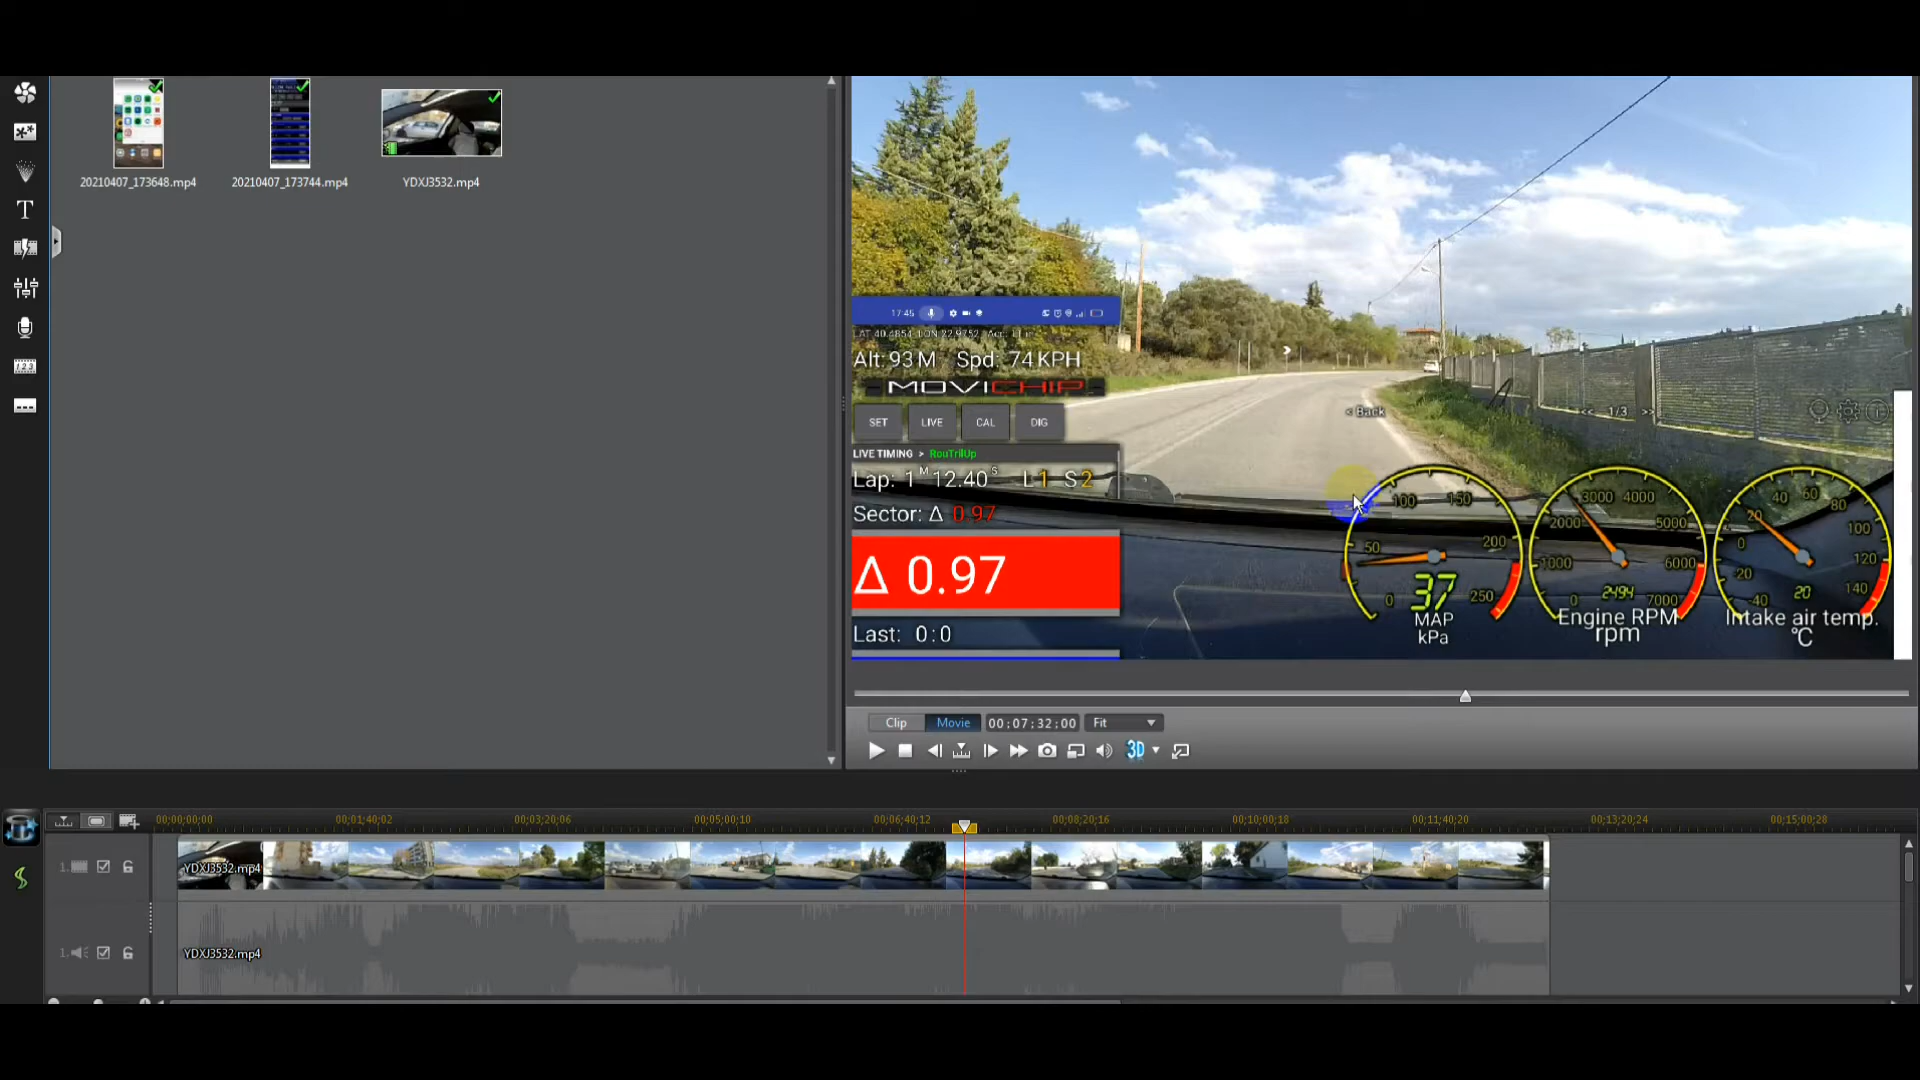 20210407_173648.mp4
20210407_173744.mp4
YDXJ3532.mp4
T
123
17:45
LAT 40.4854 LON 22.9752 Acc:
Alt: 93 M Spd: 74 KPH
MOVICHIP
SET LIVE CAL DIG
LIVE TIMING > RouTrilUp
Lap: 1 M 12.40 S L 1 S 2
Sector: Δ 0.97
Δ 0.97
Last: 0:0
< Back << 1/3 >>
0 50 100 150 200 250
37
MAP
kPa
0 1000 2000 3000 4000 5000 6000 7000
2494
Engine RPM
rpm
-40 -20 0 20 40 60 80 100 120 140
20
Intake air temp.
°C
Clip Movie 00;07;32;00 Fit
3D
00;00;00;00 00;01;40;02 00;03;20;06 00;05;00;10 00;06;40;12 00;08;20;16 00;10;00;18 00;11;40;20 00;13;20;24 00;15;00;28
1.
YDXJ3532.mp4
1.
YDXJ3532.mp4